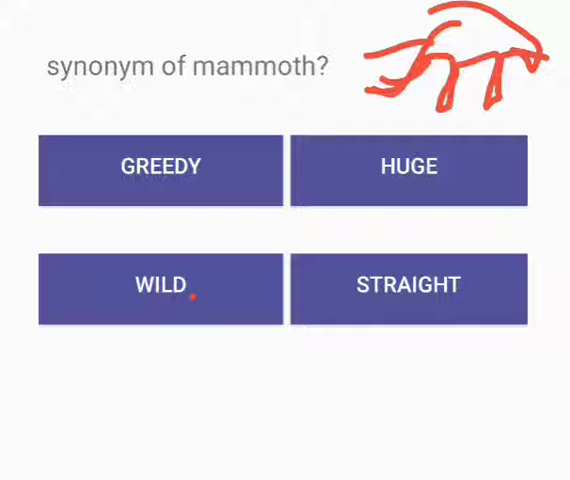 synonym of mammoth?
GREEDY
HUGE
WILD
STRAIGHT